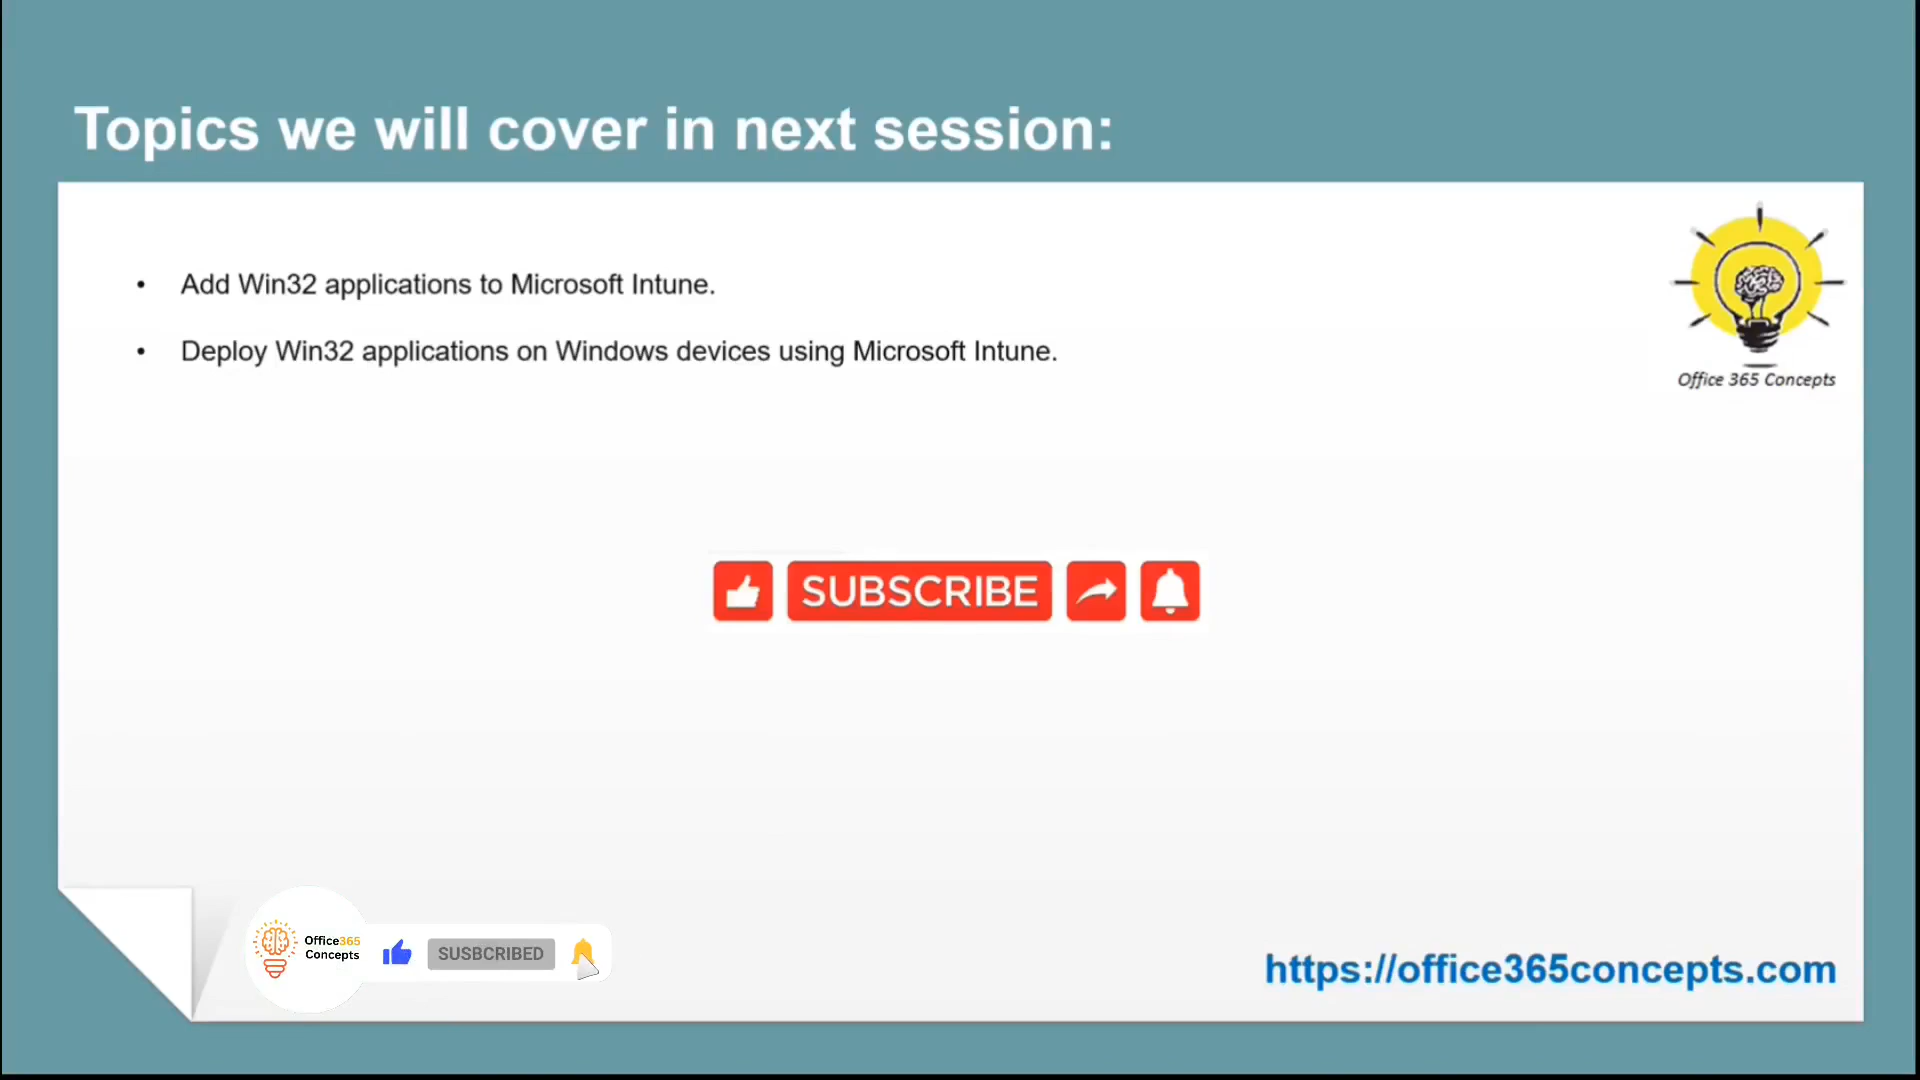 Topics we will cover in next session:
• Add Win32 applications to Microsoft Intune.
• Deploy Win32 applications on Windows devices using Microsoft Intune.
Office 365 Concepts
SUBSCRIBE
Office365
Concepts
SUSBCRIBED
https://office365concepts.com